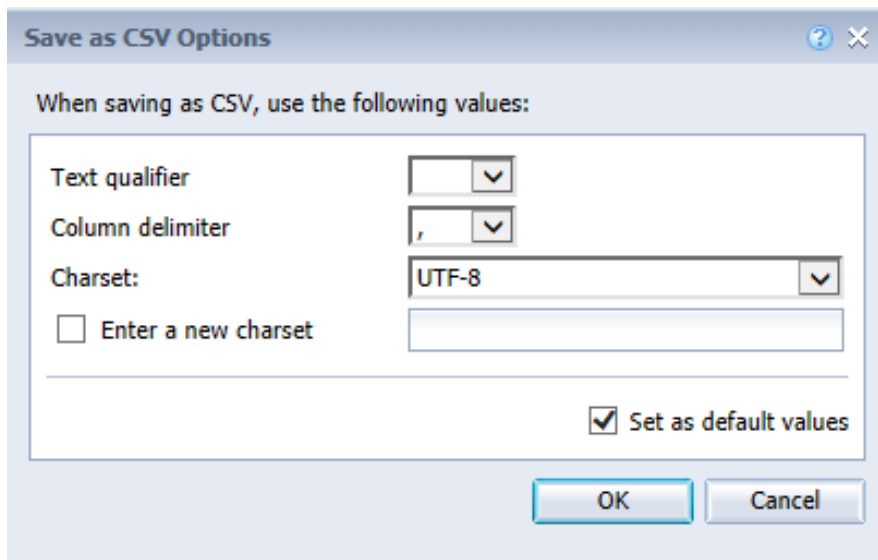 Save as CSV Options
When saving as CSV, use the following values:
Text qualifier
Column delimiter ,
Charset: UTF-8
Enter a new charset
Set as default values
OK Cancel